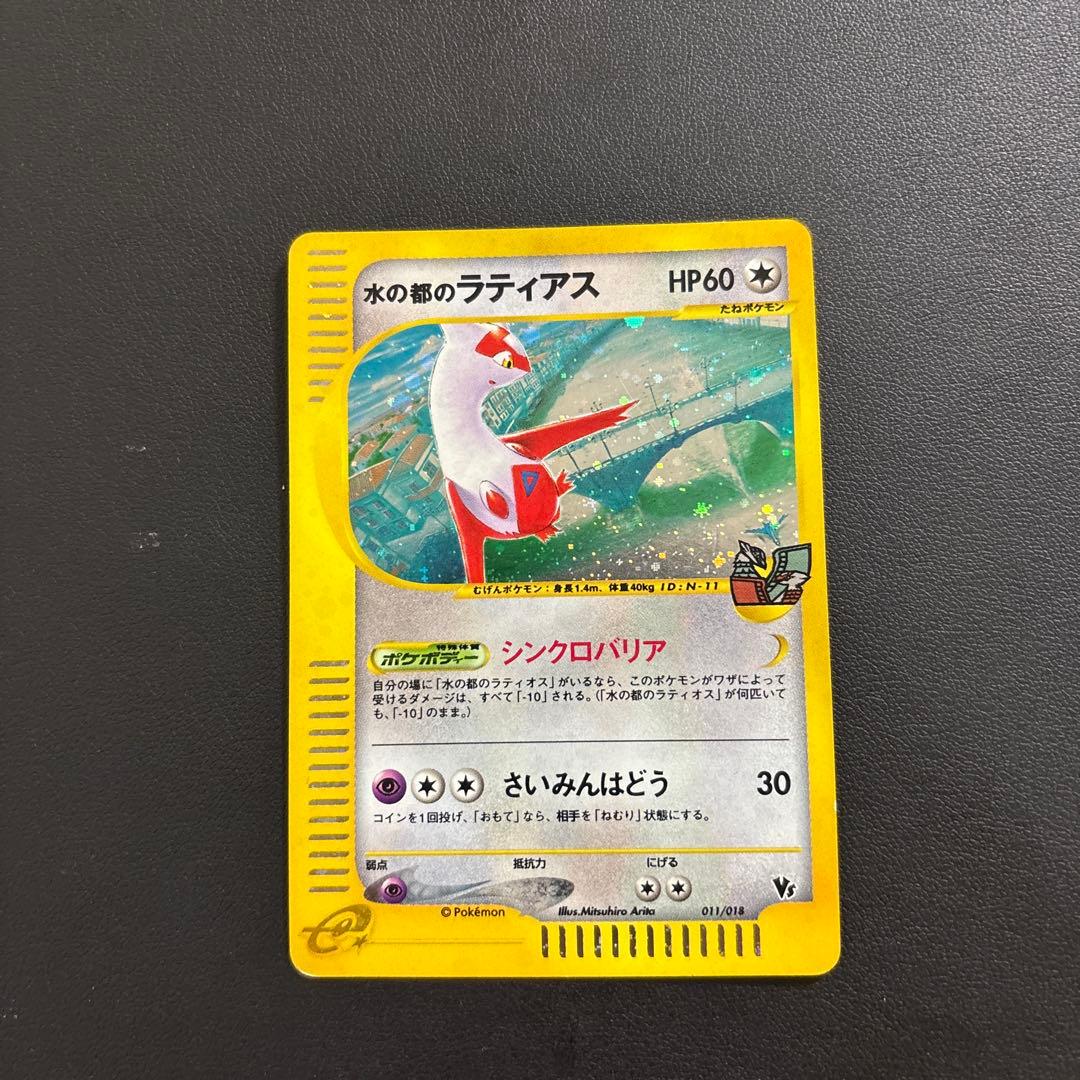 水の都のラティアス HP60
たねポケモン
むげんポケモン：身長1.4m、体重40kg ID:N-11
特殊体質
ポケボディー シンクロバリア
自分の場に「水の都のラティオス」がいるなら、このポケモンがワザによって
受けるダメージは、すべて「-10」される。(「水の都のラティオス」が何匹いて
も、「-10」のまま。)
さいみんはどう 30
コインを1回投げ、「おもて」なら、相手を「ねむり」状態にする。
弱点 抵抗力 にげる
© Pokémon Illus.Mitsuhiro Arita 011/018 VS
e